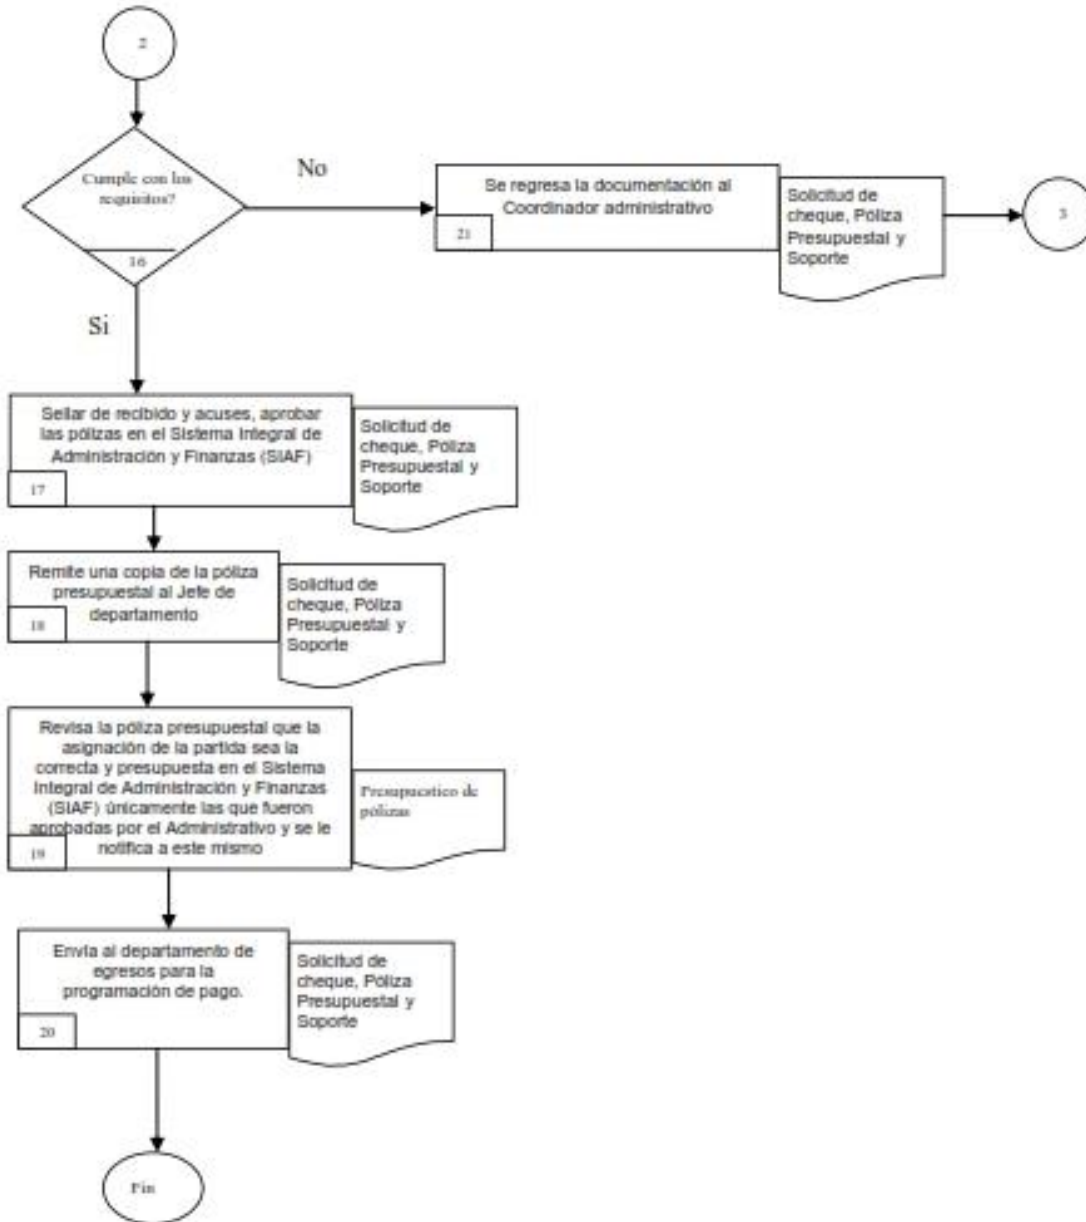 2
Cumple con los
requisitos?
16
No
Se regresa la documentación al
Coordinador administrativo
21
Solicitud de
cheque, Póliza
Presupuestal y
Soporte
3
Si
Sellar de recibido y acuses, aprobar
las pólizas en el Sistema Integral de
Administración y Finanzas (SIAF)
17
Solicitud de
cheque, Póliza
Presupuestal y
Soporte
Remite una copia de la póliza
presupuestal al Jefe de
departamento
18
Solicitud de
cheque, Póliza
Presupuestal y
Soporte
Revisa la póliza presupuestal que la
asignación de la partida sea la
correcta y presupuesta en el Sistema
Integral de Administración y Finanzas
(SIAF) únicamente las que fueron
aprobadas por el Administrativo y se le
notifica a este mismo
19
de
pólizas
Envía al departamento de
egresos para la
programación de pago.
20
Solicitud de
cheque, Póliza
Presupuestal y
Soporte
Fin